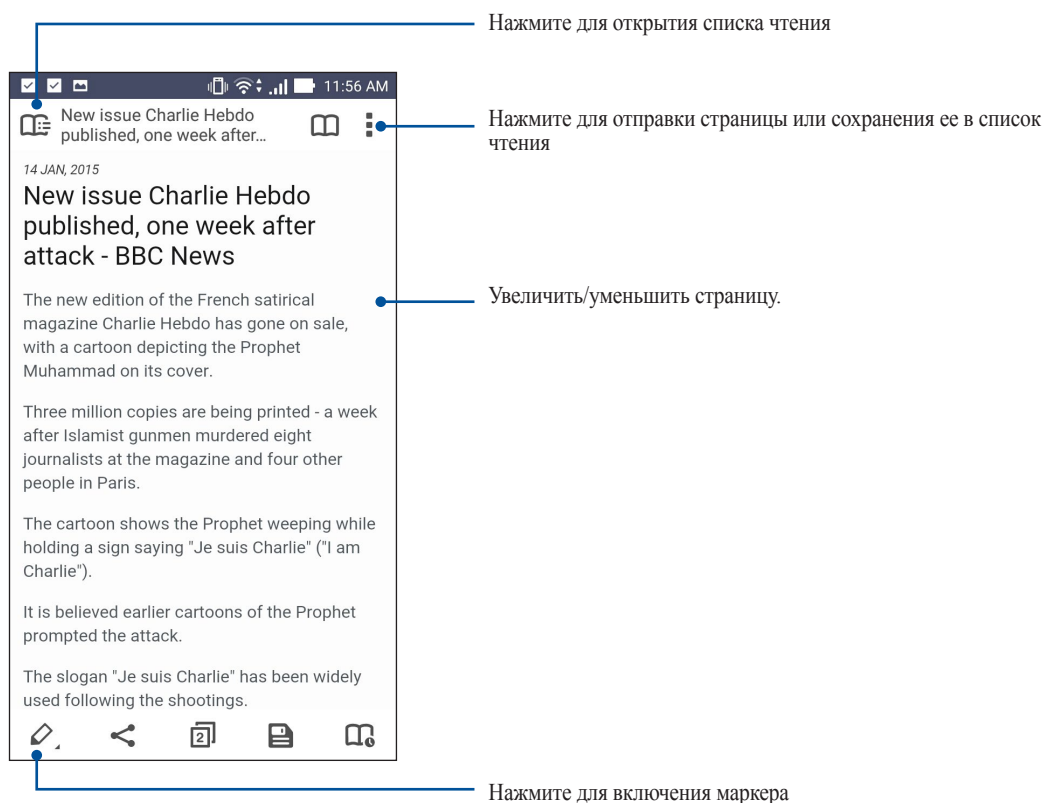 Нажмите для открытия списка чтения
11:56 AM
New issue Charlie Hebdo
published, one week after...
Нажмите для отправки страницы или сохранения ее в список
чтения
14 JAN, 2015
New issue Charlie Hebdo
published, one week after
attack - BBC News
The new edition of the French satirical
magazine Charlie Hebdo has gone on sale,
with a cartoon depicting the Prophet
Muhammad on its cover.
Увеличить/уменьшить страницу.
Three million copies are being printed - a week
after Islamist gunmen murdered eight
journalists at the magazine and four other
people in Paris.
The cartoon shows the Prophet weeping while
holding a sign saying "Je suis Charlie" ("I am
Charlie").
It is believed earlier cartoons of the Prophet
prompted the attack.
The slogan "Je suis Charlie" has been widely
used following the shootings.
2
Нажмите для включения маркера